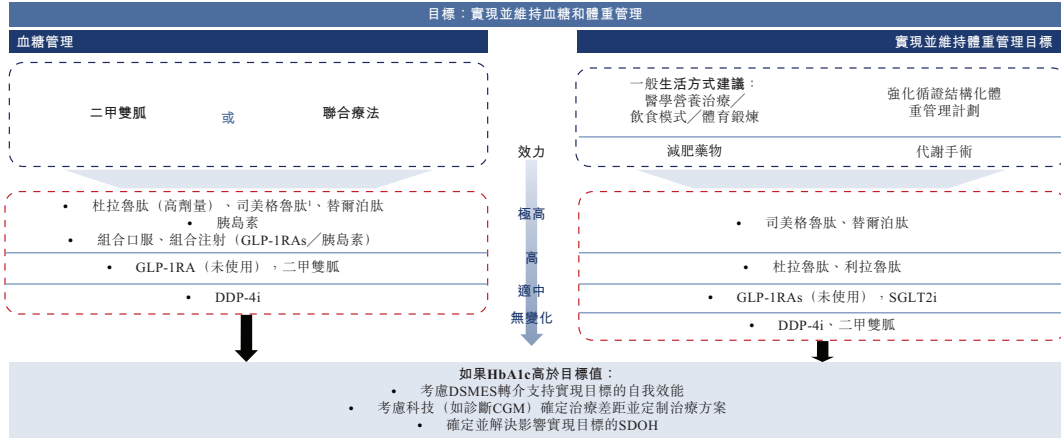 目標：實現並維持血糖和體重管理
血糖管理
實現並維持體重管理目標
二甲雙胍
或
聯合療法
一般生活方式建議：
醫學營養治療／
飲食模式／體育鍛煉
強化循證結構化體
重管理計劃
減肥藥物
代謝手術
效力
極高
高
適中
無變化
• 杜拉魯肽（高劑量）、司美格魯肽¹、替爾泊肽
• 胰島素
• 組合口服、組合注射（GLP-1RAs／胰島素）
• GLP-1RA（未使用），二甲雙胍
• DDP-4i
• 司美格魯肽、替爾泊肽
• 杜拉魯肽、利拉魯肽
• GLP-1RAs（未使用），SGLT2i
• DDP-4i、二甲雙胍
如果HbA1c高於目標值：
• 考慮DSMES轉介支持實現目標的自我效能
• 考慮科技（如診斷CGM）確定治療差距並定制治療方案
• 確定並解決影響實現目標的SDOH